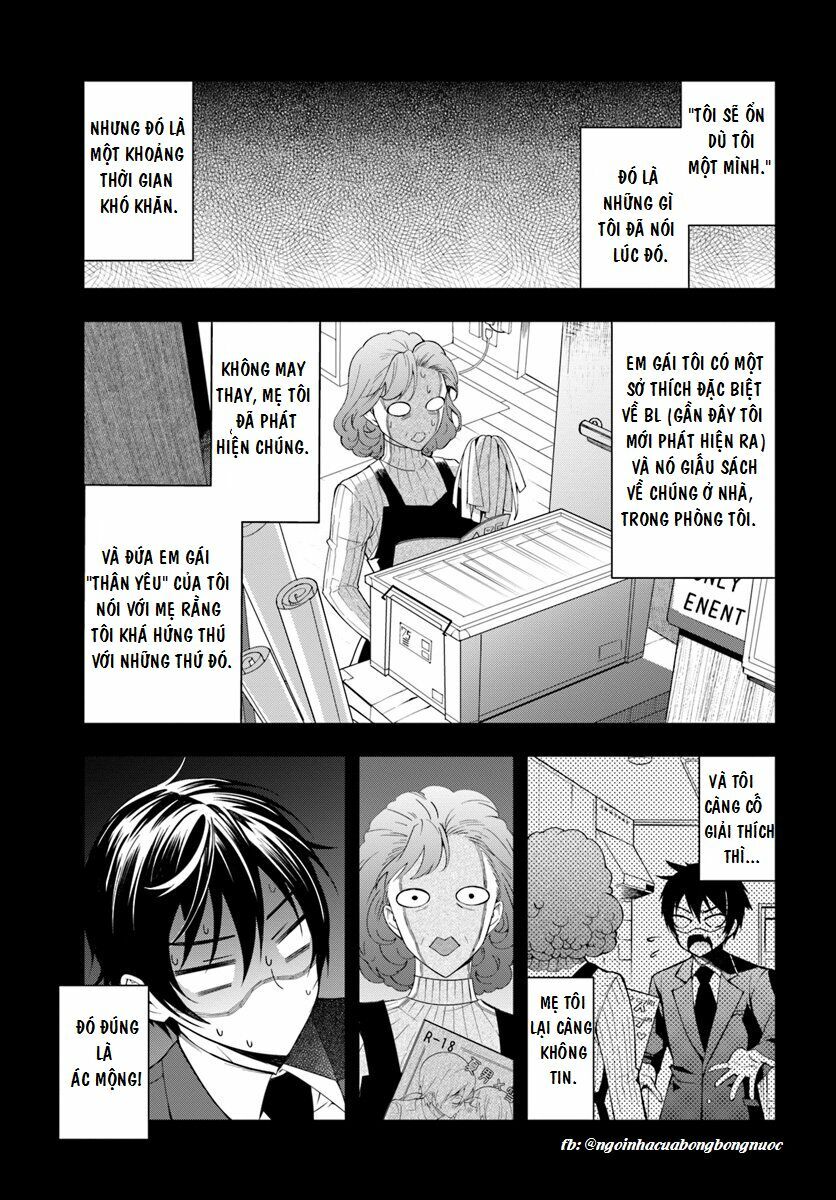 "TÔI SẼ ỔN
DÙ TÔI
MỘT MÌNH."
ĐÓ LÀ
NHỮNG GÌ
TÔI ĐÃ NÓI
LÚC ĐÓ.
NHƯNG ĐÓ LÀ
MỘT KHOẢNG
THỜI GIAN
KHÓ KHĂN.
EM GÁI TÔI CÓ MỘT
SỞ THÍCH ĐẶC BIỆT
VỀ BL (GẦN ĐÂY TÔI
MỚI PHÁT HIỆN RA)
VÀ NÓ GIẤU SÁCH
VỀ CHÚNG Ở NHÀ,
TRONG PHÒNG TÔI.
KHÔNG MAY
THAY, MẸ TÔI
ĐÃ PHÁT
HIỆN CHÚNG.
VÀ ĐỨA EM GÁI
"THÂN YÊU" CỦA TÔI
NÓI VỚI MẸ RẰNG
TÔI KHÁ HỨNG THÚ
VỚI NHỮNG THỨ ĐÓ.
ONLY
ENENT
75
VÀ TÔI
CÀNG CỐ
GIẢI THÍCH
THÌ...
MẸ TÔI
LẠI CÀNG
KHÔNG
TIN.
R-18
ĐÓ ĐÚNG
LÀ
ÁC MỘNG!
fb: @ngoinhacuabongbongnuoc